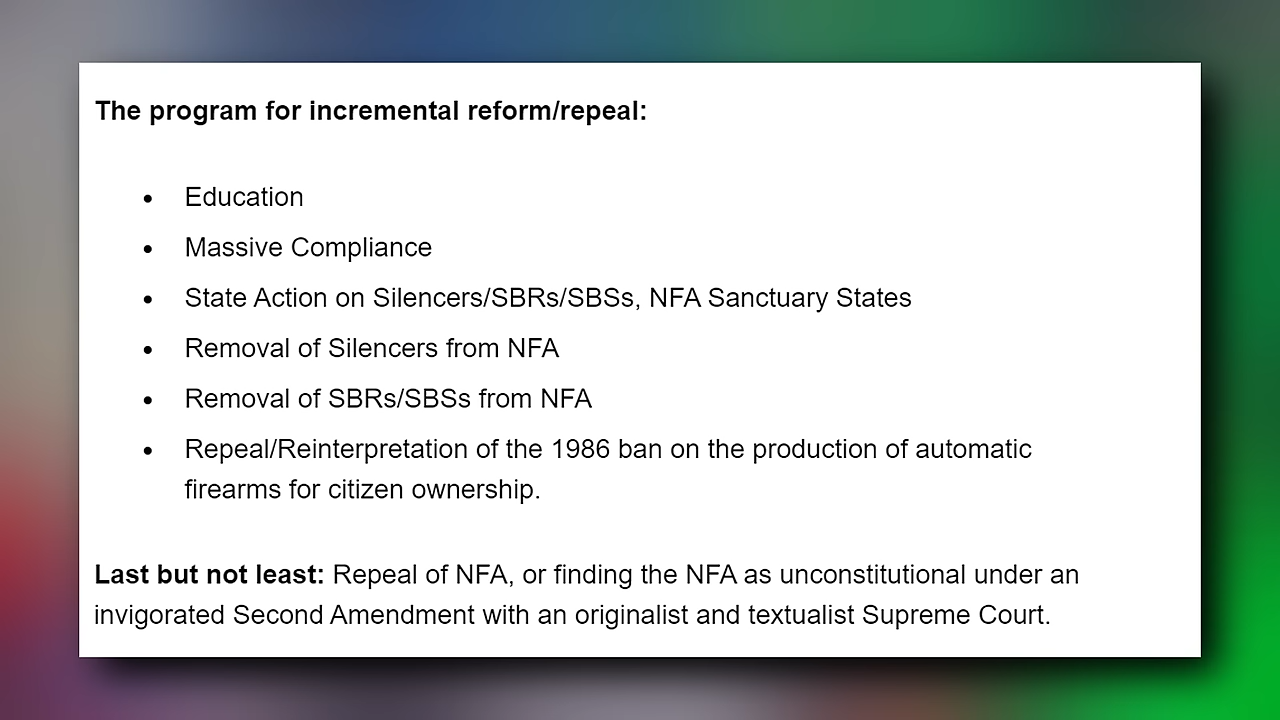 The program for incremental reform/repeal:
• Education
• Massive Compliance
• State Action on Silencers/SBRs/SBSs, NFA Sanctuary States
• Removal of Silencers from NFA
• Removal of SBRs/SBSs from NFA
• Repeal/Reinterpretation of the 1986 ban on the production of automatic
firearms for citizen ownership.
Last but not least: Repeal of NFA, or finding the NFA as unconstitutional under an
invigorated Second Amendment with an originalist and textualist Supreme Court.